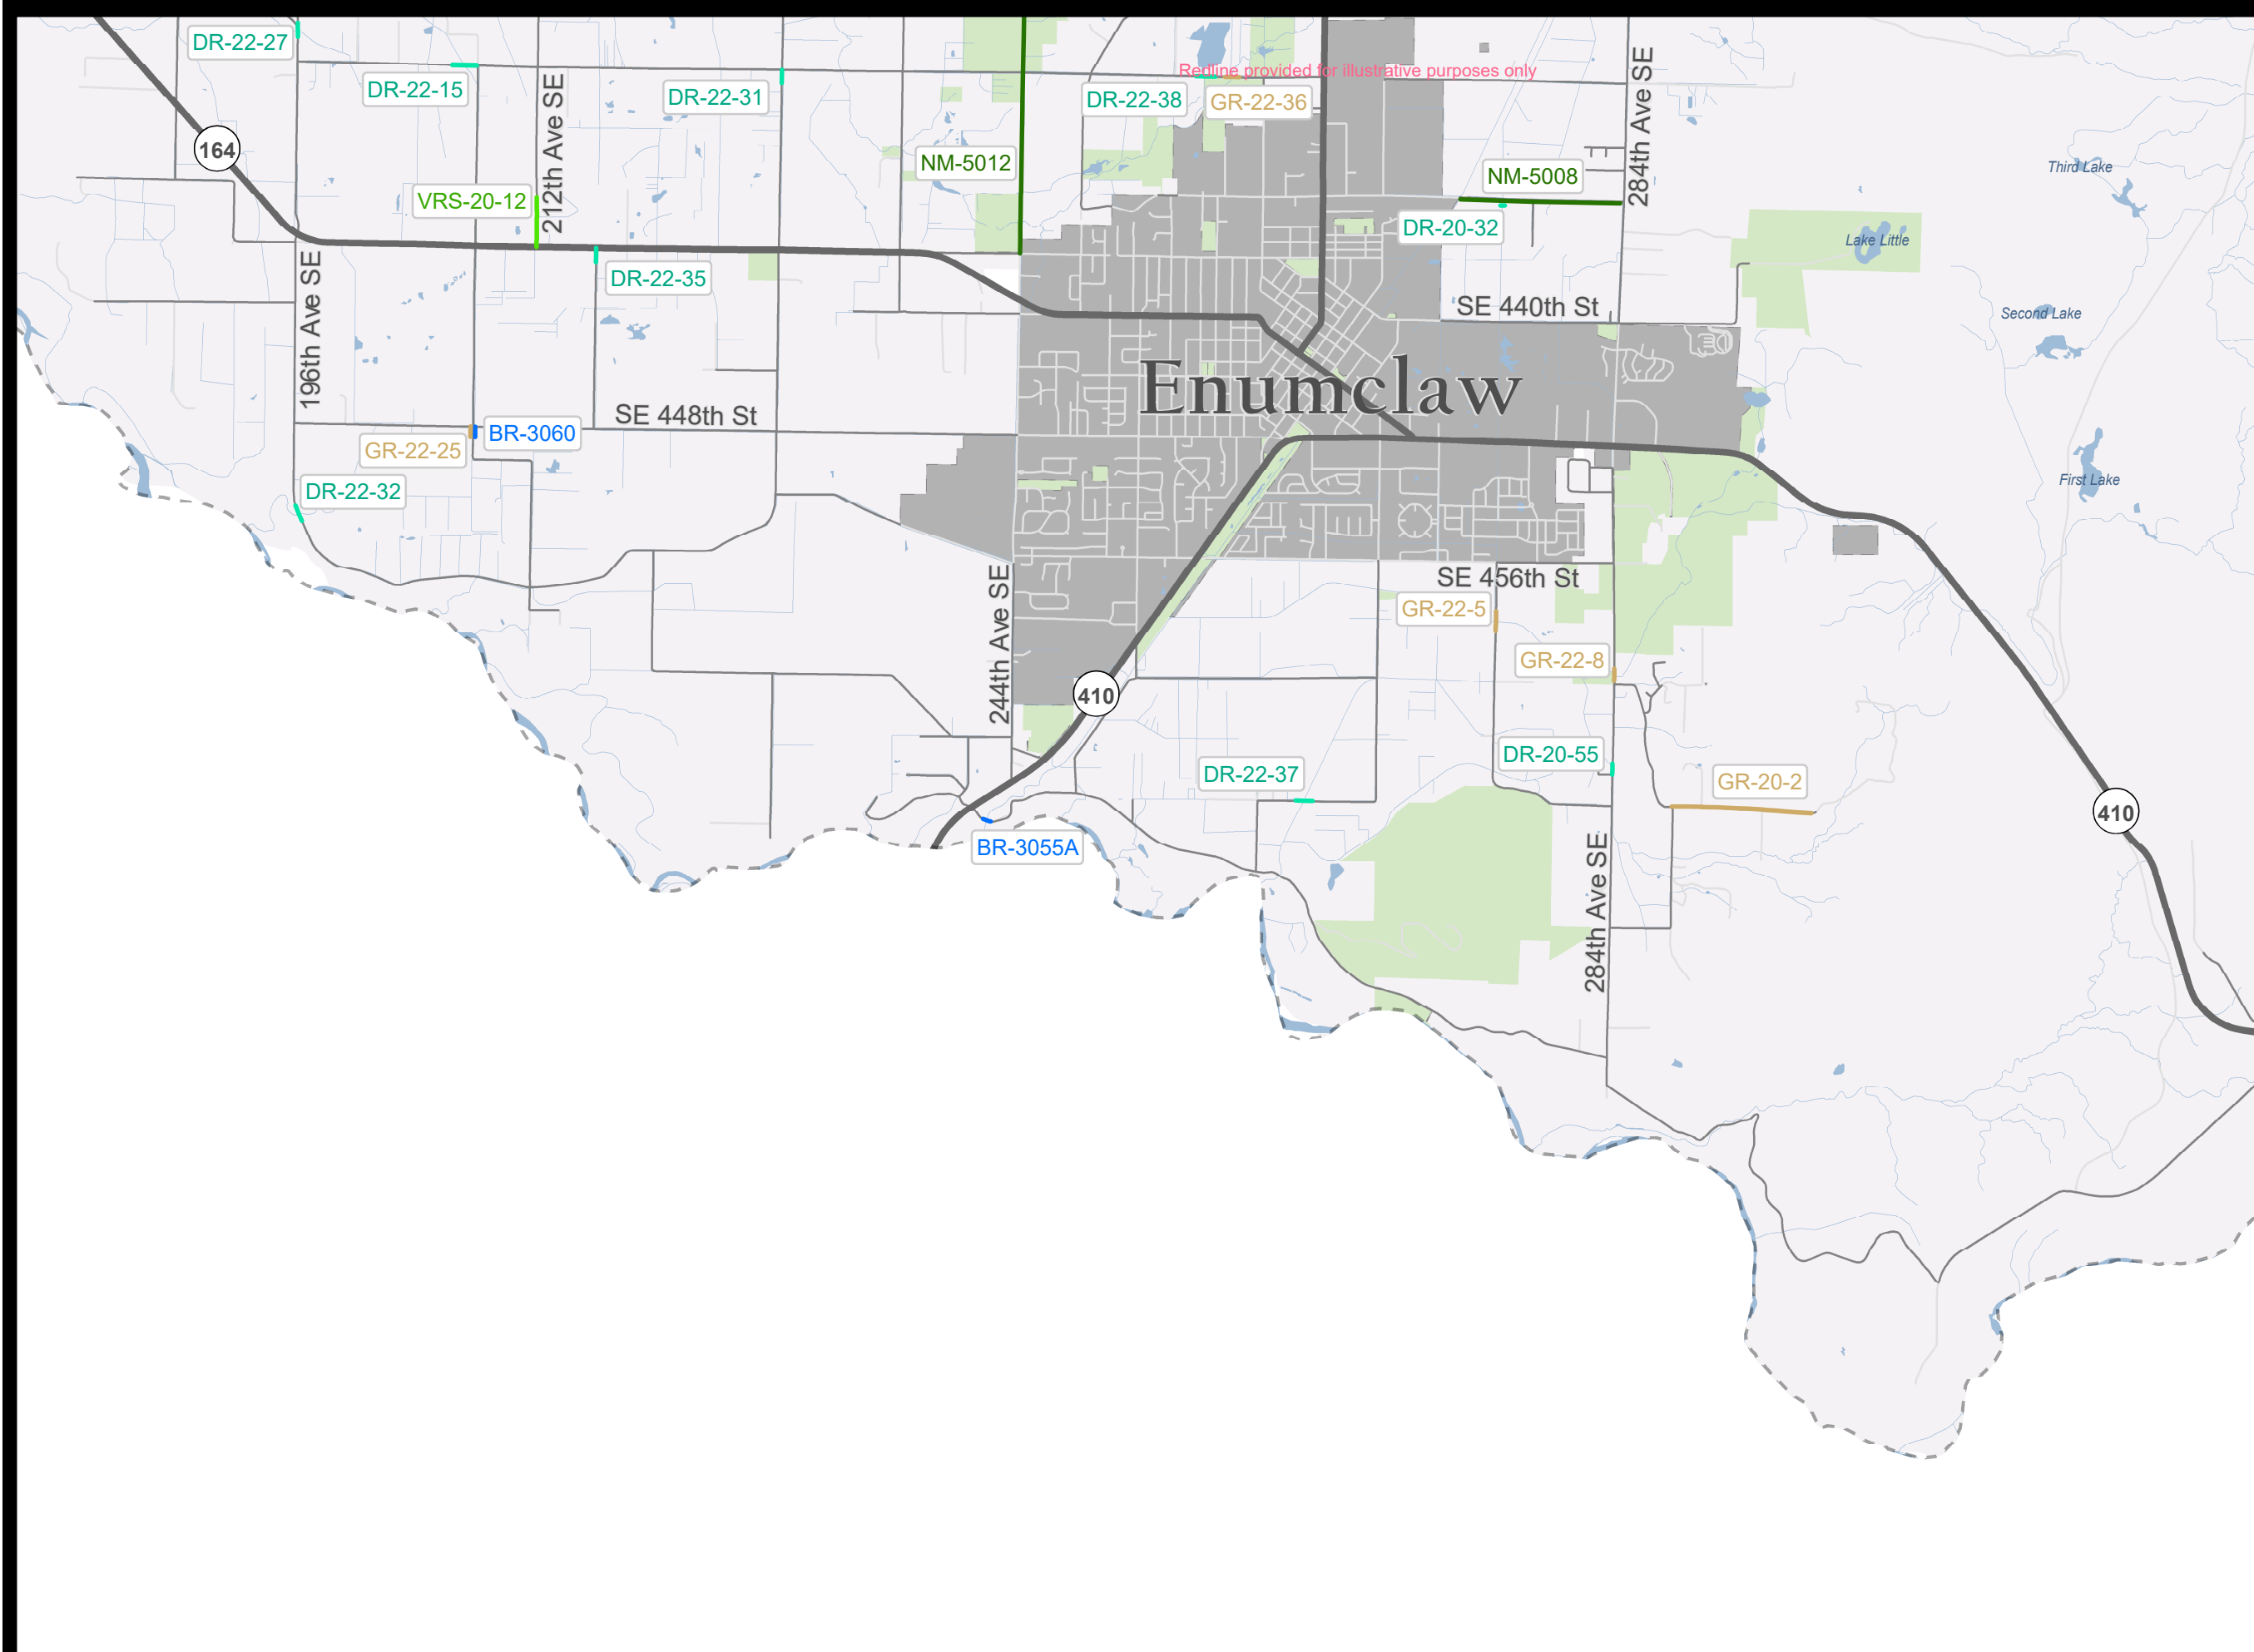 DR-22-27
Redline provided for illustrative purposes only
DR-22-15
DR-22-31
DR-22-38
GR-22-36
212th Ave SE
284th Ave SE
164
NM-5012
Third Lake
NM-5008
VRS-20-12
DR-20-32
Lake Little
DR-22-35
196th Ave SE
SE 440th St
Second Lake
Enumclaw
SE 448th St
BR-3060
GR-22-25
First Lake
DR-22-32
SE 456th St
GR-22-5
244th Ave SE
GR-22-8
410
DR-20-55
DR-22-37
GR-20-2
410
BR-3055A
284th Ave SE